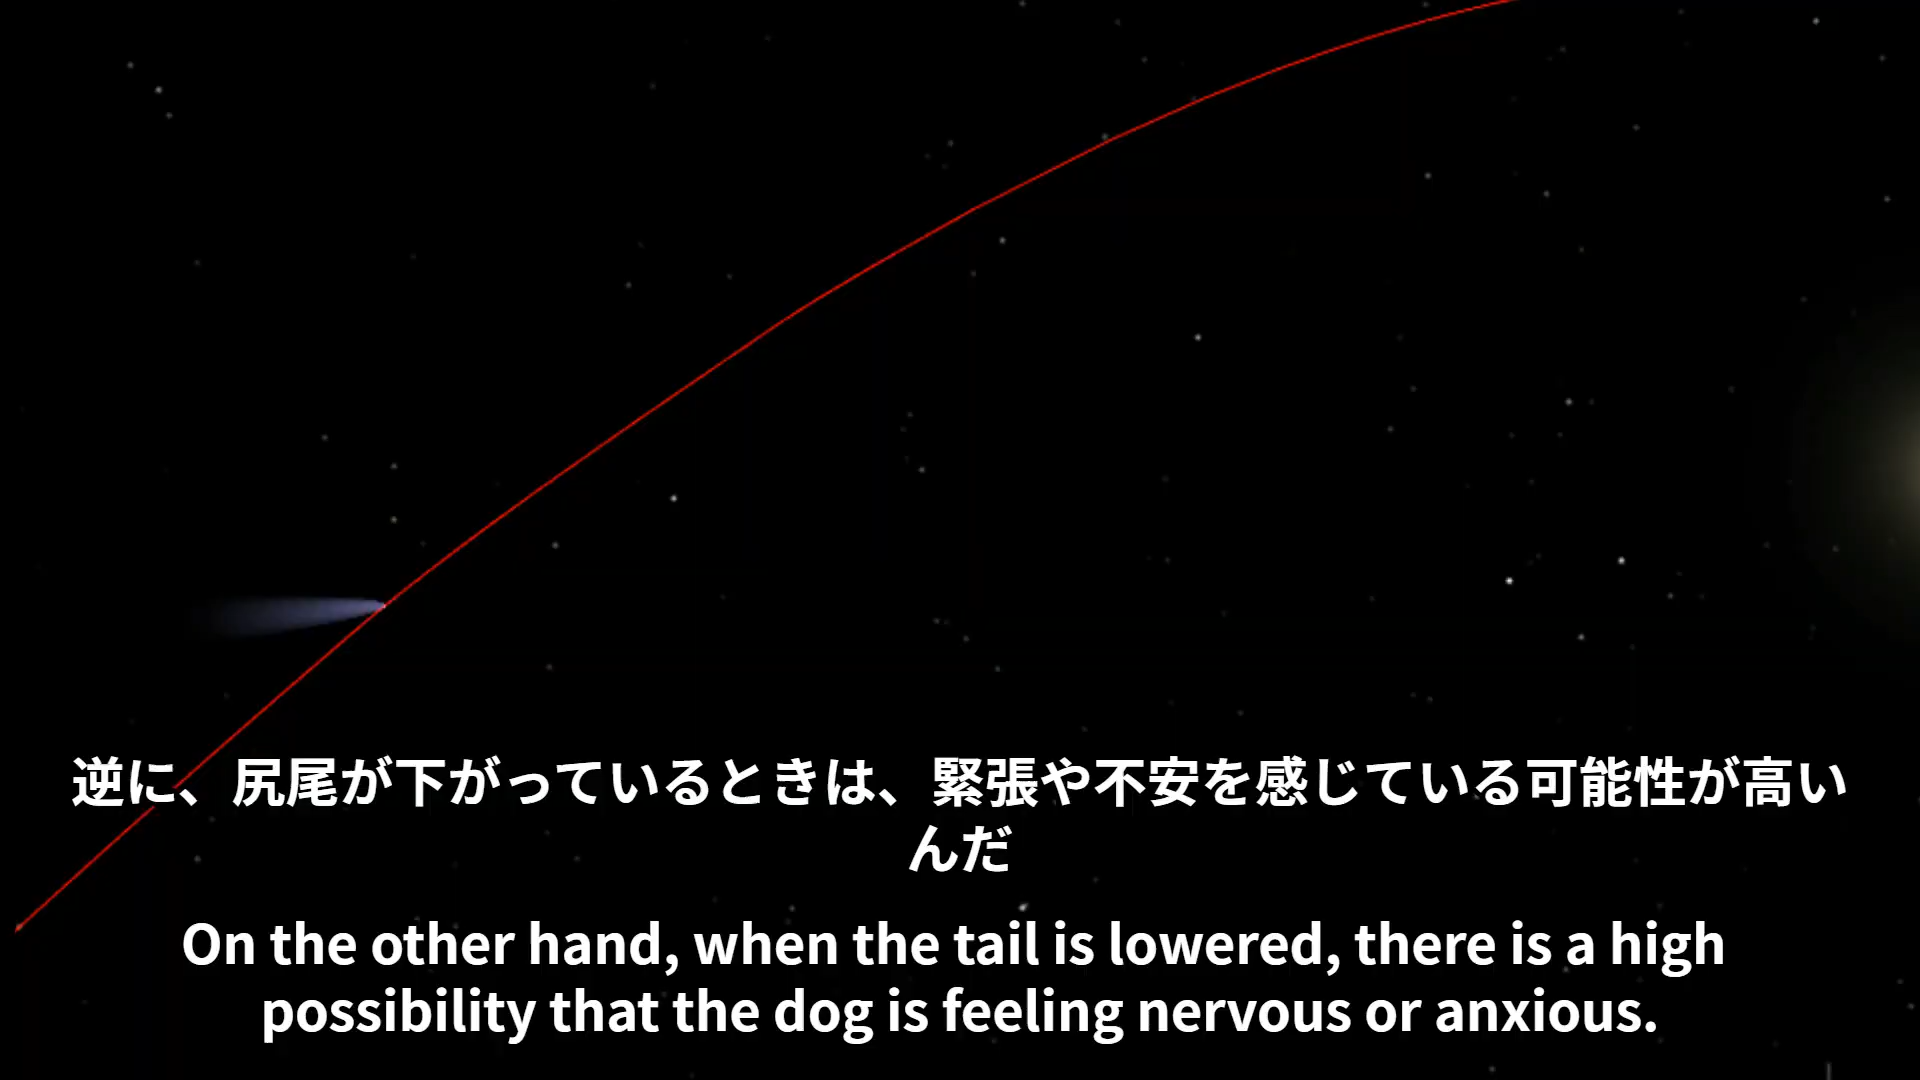 逆に、尻尾が下がっているときは、緊張や不安を感じている可能性が高い
んだ
On the other hand, when the tail is lowered, there is a high
possibility that the dog is feeling nervous or anxious.